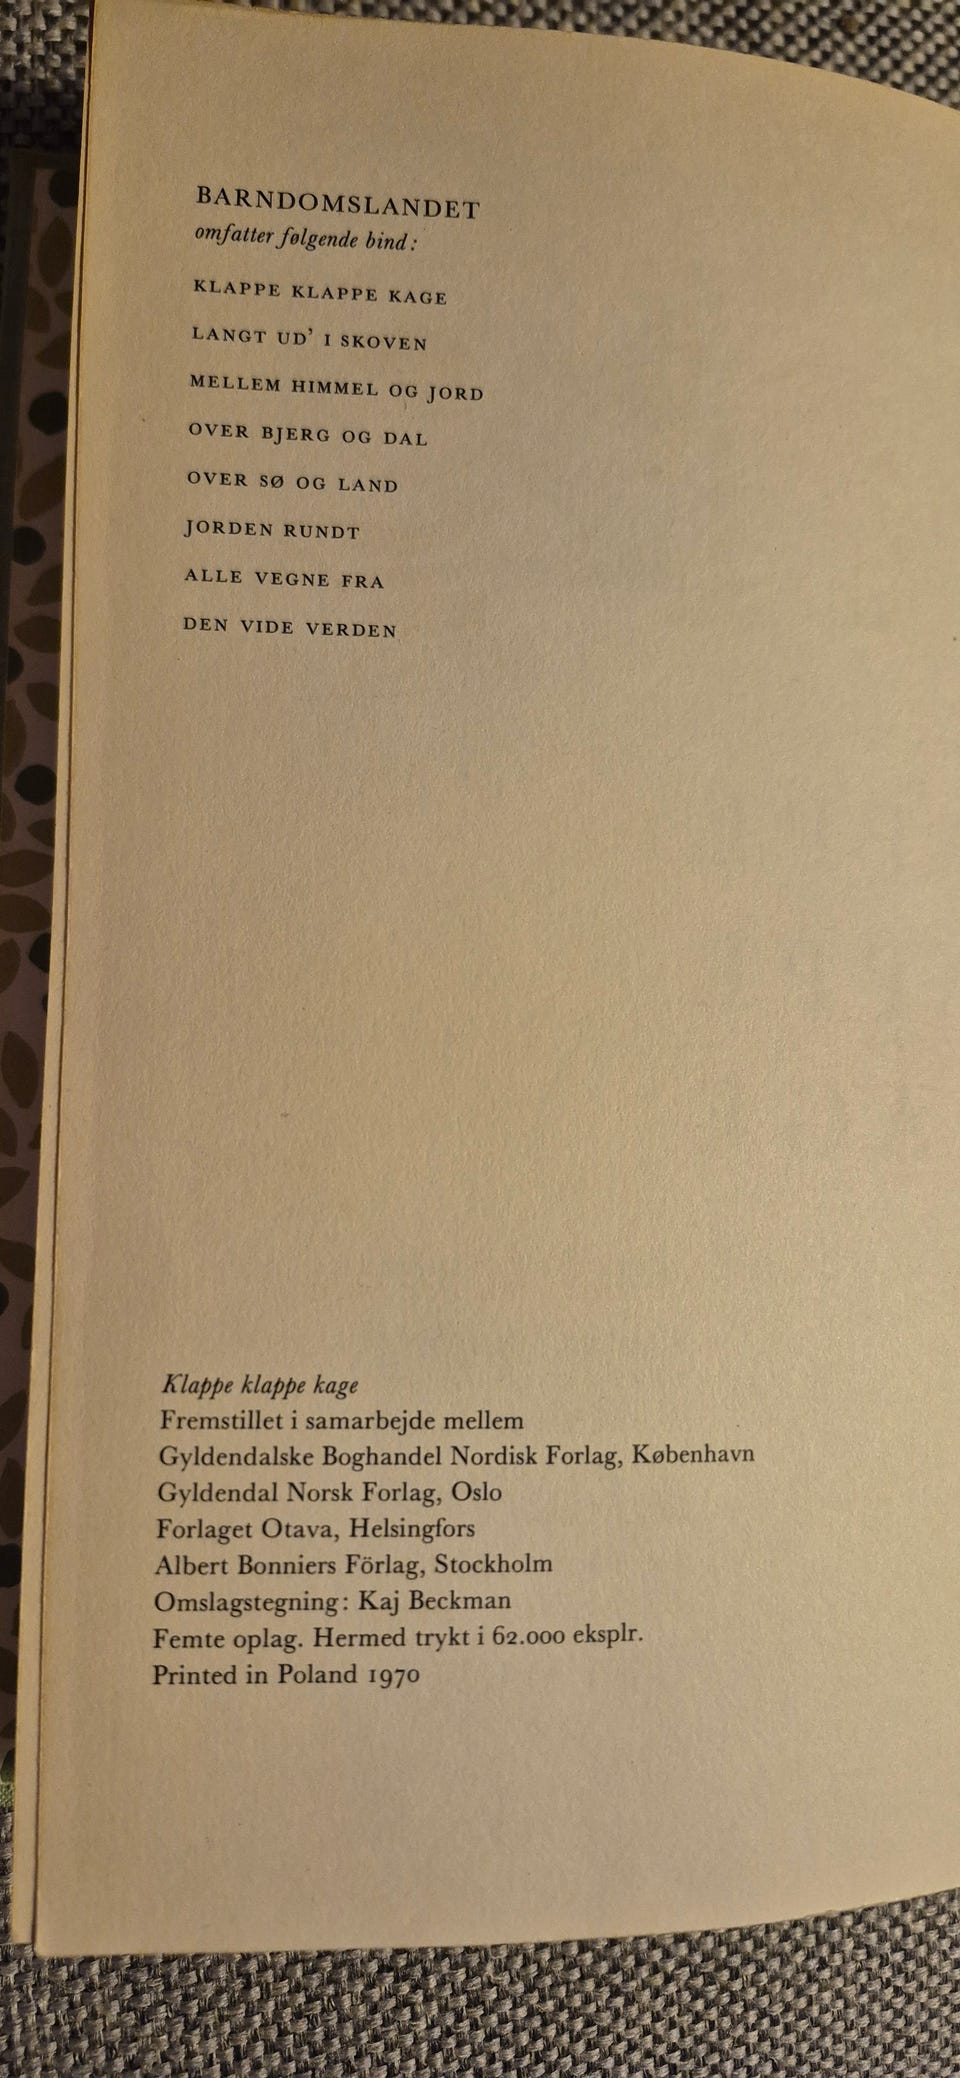 BARNDOMSLANDET
omfatter følgende bind:
KLAPPE KLAPPE KAGE
LANGT UD' I SKOVEN
MELLEM HIMMEL OG JORD
OVER BJERG OG DAL
OVER SØ OG LAND
JORDEN RUNDT
ALLE VEGNE FRA
DEN VIDE VERDEN
Klappe klappe kage
Fremstillet i samarbejde mellem
Gyldendalske Boghandel Nordisk Forlag, København
Gyldendal Norsk Forlag, Oslo
Forlaget Otava, Helsingfors
Albert Bonniers Förlag, Stockholm
Omslagstegning: Kaj Beckman
Femte oplag. Hermed trykt i 62.000 eksplr.
Printed in Poland 1970